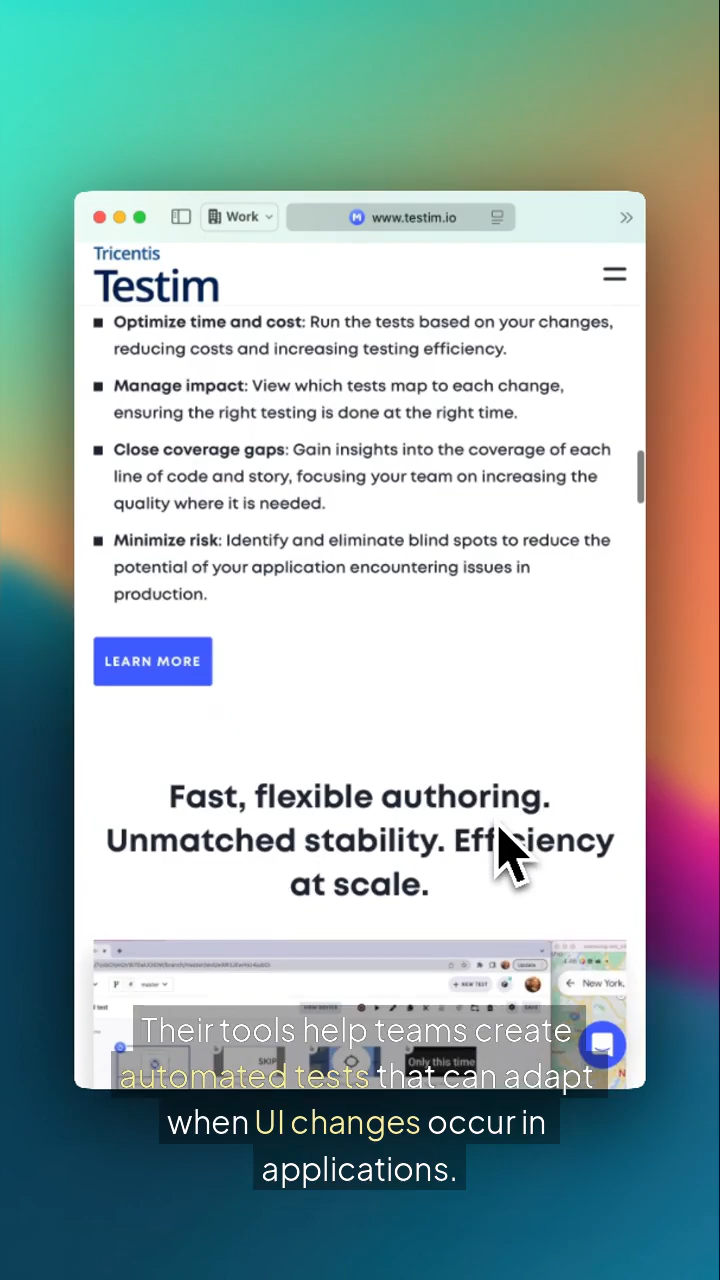 Work
www.testim.io
Tricentis
Testim
Optimize time and cost: Run the tests based on your changes,
reducing costs and increasing testing efficiency.
Manage impact: View which tests map to each change,
ensuring the right testing is done at the right time.
Close coverage gaps: Gain insights into the coverage of each
line of code and story, focusing your team on increasing the
quality where it is needed.
Minimize risk: Identify and eliminate blind spots to reduce the
potential of your application encountering issues in
production.
LEARN MORE
Fast, flexible authoring.
Unmatched stability. Efficiency
at scale.
Update
master
+ NEW TEST
New York,
SKIP
Only this time
Their tools help teams create
automated tests that can adapt
when UI changes occur in
applications.